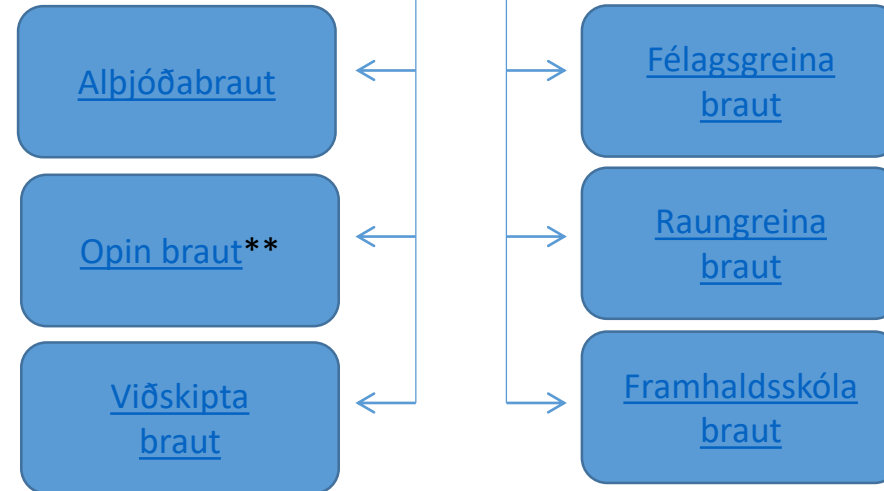 Alþjóðabraut
Félagsgreina
braut
Opin braut**
Raungreina
braut
Viðskipta
braut
Framhaldsskóla
braut